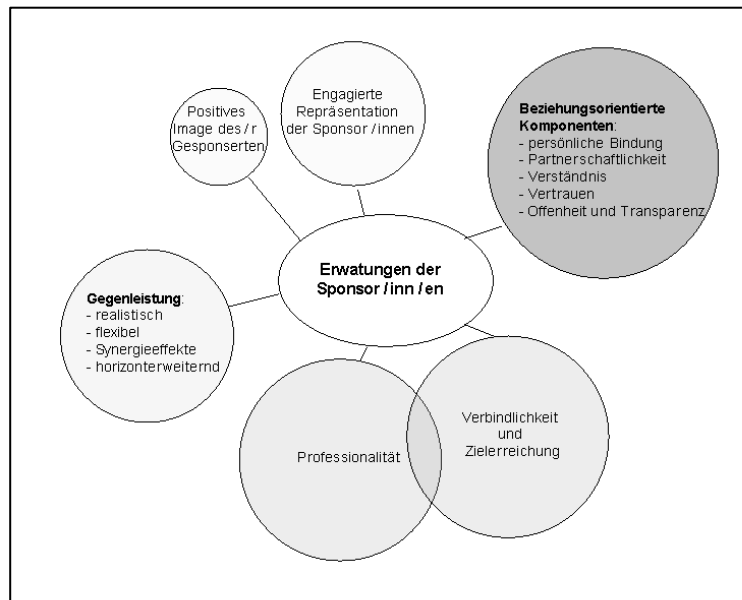 Positives
Image des / r
Gesponserten
Engagierte
Repräsentation
der Sponsor /innen
Beziehungsorientierte
Komponenten:
- persönliche Bindung
- Partnerschaftlichkeit
- Verständnis
- Vertrauen
- Offenheit und Transparenz
Erwatungen der
Sponsor / inn / en
Gegenleistung:
- realistisch
- flexibel
- Synergieeffekte
- horizonterweiternd
Professionalität
Verbindlichkeit
und
Zielerreichung